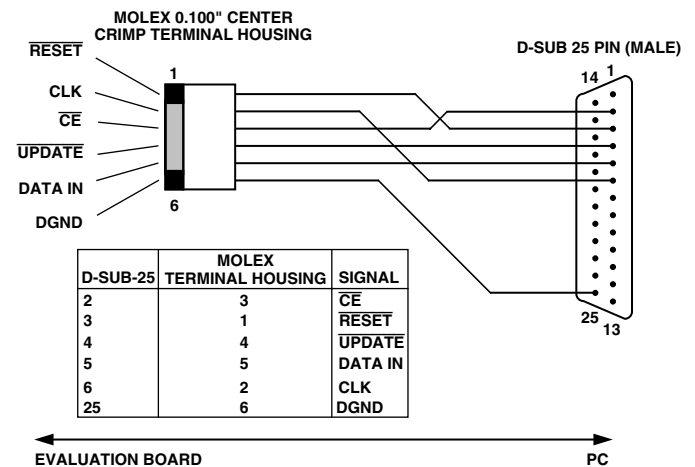 MOLEX 0.100" CENTER
CRIMP TERMINAL HOUSING
D-SUB 25 PIN (MALE)
RESET
CLK
CE
UPDATE
DATA IN
DGND
1
6
14 1
25 13
D-SUB-25 MOLEX TERMINAL HOUSING SIGNAL
2 3 CE
3 1 RESET
4 4 UPDATE
5 5 DATA IN
6 2 CLK
25 6 DGND
EVALUATION BOARD PC